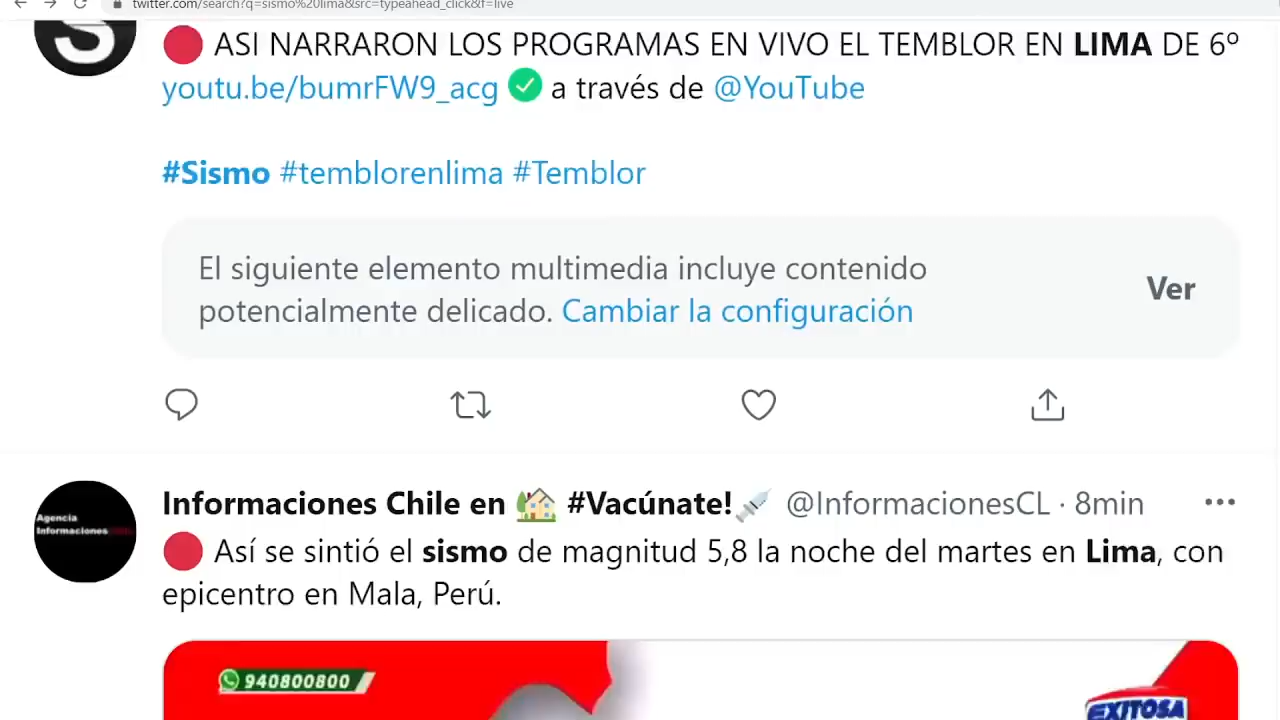 twitter.com/search?q=sismo%20lima&src=typeahead_click&f=live
S
ASI NARRARON LOS PROGRAMAS EN VIVO EL TEMBLOR EN LIMA DE 6º
youtu.be/bumrFW9_acg a través de @YouTube
#Sismo #temblorenlima #Temblor
El siguiente elemento multimedia incluye contenido
potencialmente delicado. Cambiar la configuración
Ver
Informaciones Chile en 🏡 #Vacúnate!💉 @InformacionesCL · 8min
Agencia
Informaciones
Así se sintió el sismo de magnitud 5,8 la noche del martes en Lima, con
epicentro en Mala, Perú.
940800800
EXITOSA